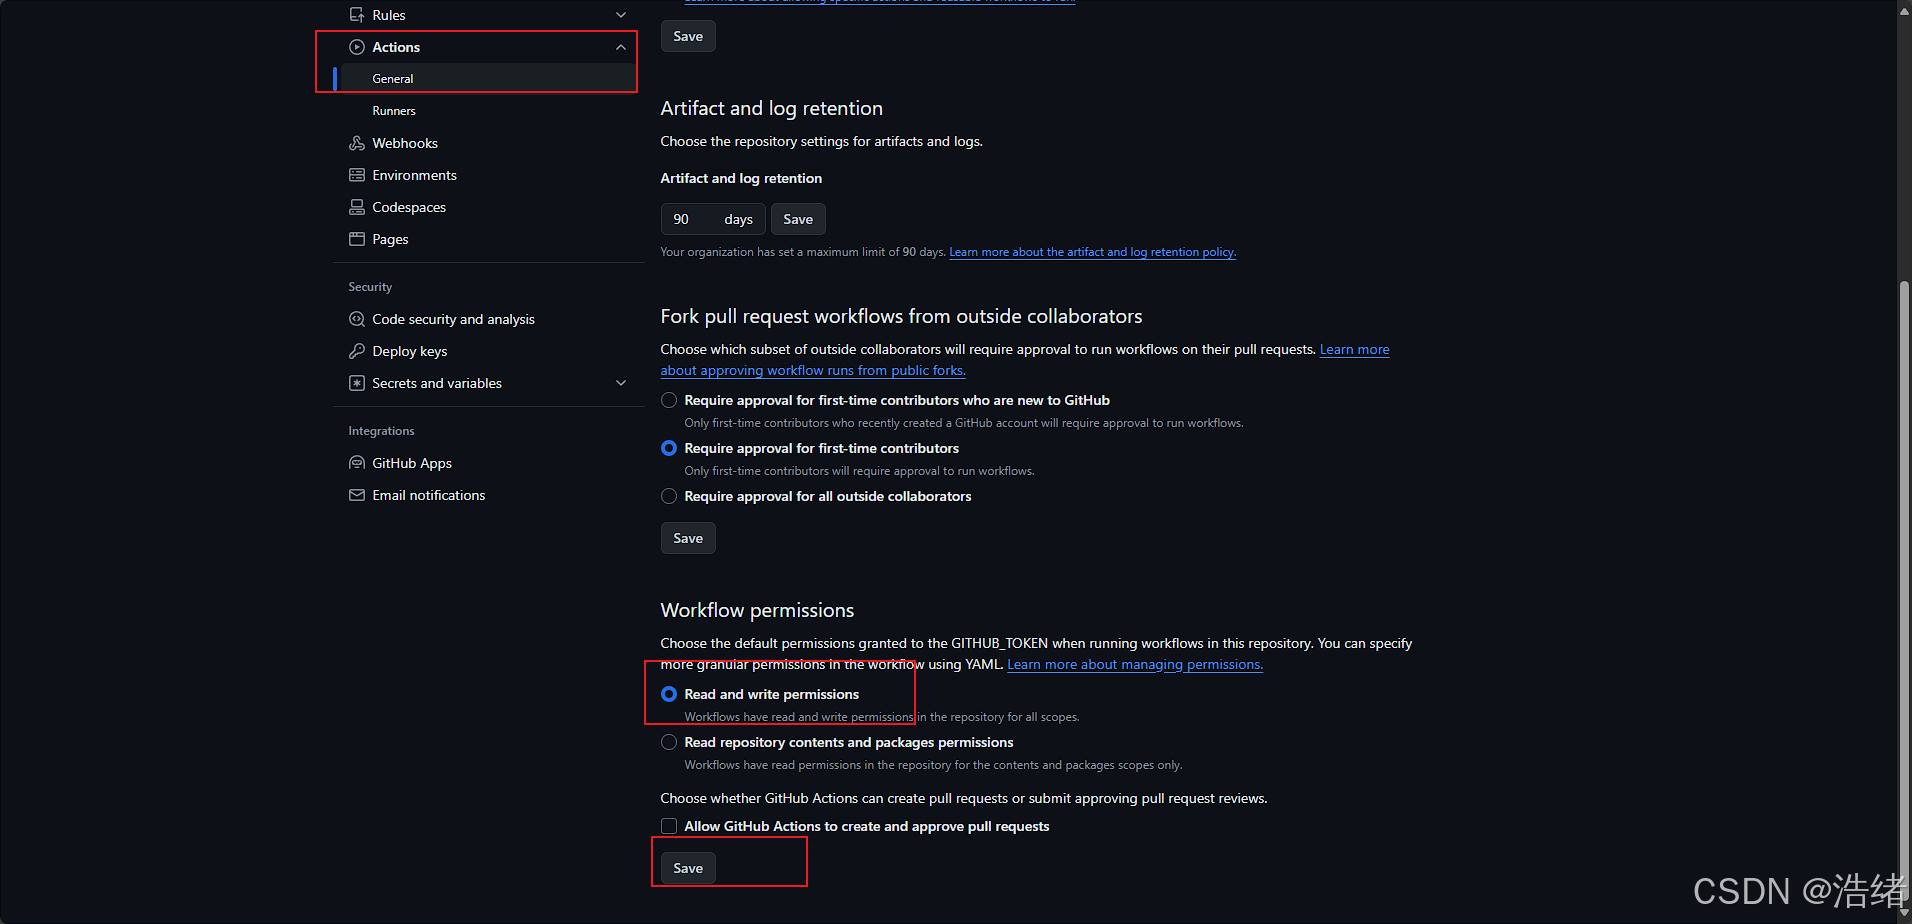 Rules
Actions
General
Runners
Webhooks
Environments
Codespaces
Pages
Security
Code security and analysis
Deploy keys
Secrets and variables
Integrations
GitHub Apps
Email notifications
Learn more about allowing specific actions and reusable workflows to run.
Save
Artifact and log retention
Choose the repository settings for artifacts and logs.
Artifact and log retention
90 days Save
Your organization has set a maximum limit of 90 days. Learn more about the artifact and log retention policy.
Fork pull request workflows from outside collaborators
Choose which subset of outside collaborators will require approval to run workflows on their pull requests. Learn more
about approving workflow runs from public forks.
Require approval for first-time contributors who are new to GitHub
Only first-time contributors who recently created a GitHub account will require approval to run workflows.
Require approval for first-time contributors
Only first-time contributors will require approval to run workflows.
Require approval for all outside collaborators
Save
Workflow permissions
Choose the default permissions granted to the GITHUB_TOKEN when running workflows in this repository. You can specify
more granular permissions in the workflow using YAML. Learn more about managing permissions.
Read and write permissions
Workflows have read and write permissions in the repository for all scopes.
Read repository contents and packages permissions
Workflows have read permissions in the repository for the contents and packages scopes only.
Choose whether GitHub Actions can create pull requests or submit approving pull request reviews.
Allow GitHub Actions to create and approve pull requests
Save
CSDN @浩绪